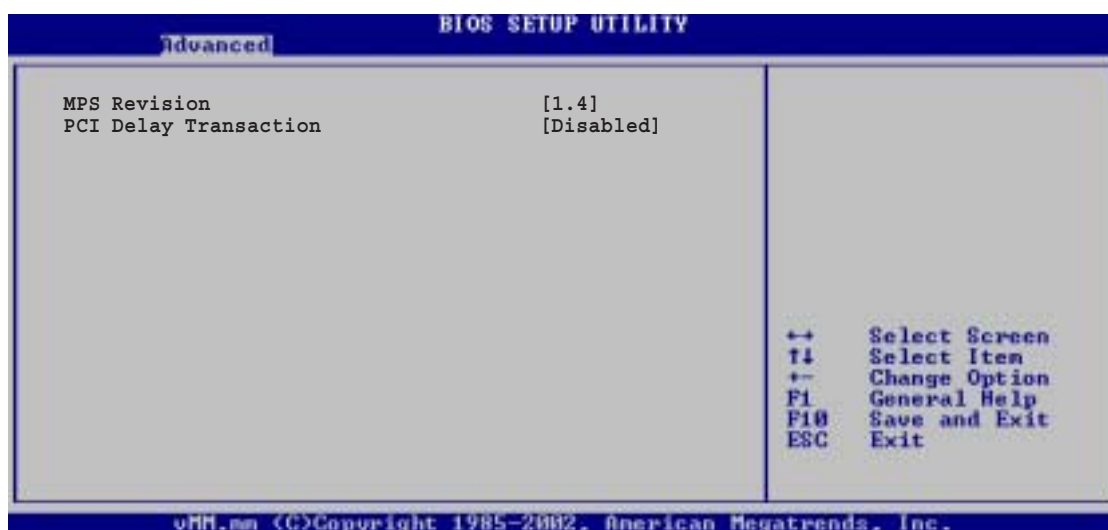 BIOS SETUP UTILITY
Advanced
MPS Revision [1.4]
PCI Delay Transaction [Disabled]
←→ Select Screen
↑↓ Select Item
+- Change Option
F1 General Help
F10 Save and Exit
ESC Exit
vMM.mm (C)Copyright 1985-2002, American Megatrends, Inc.